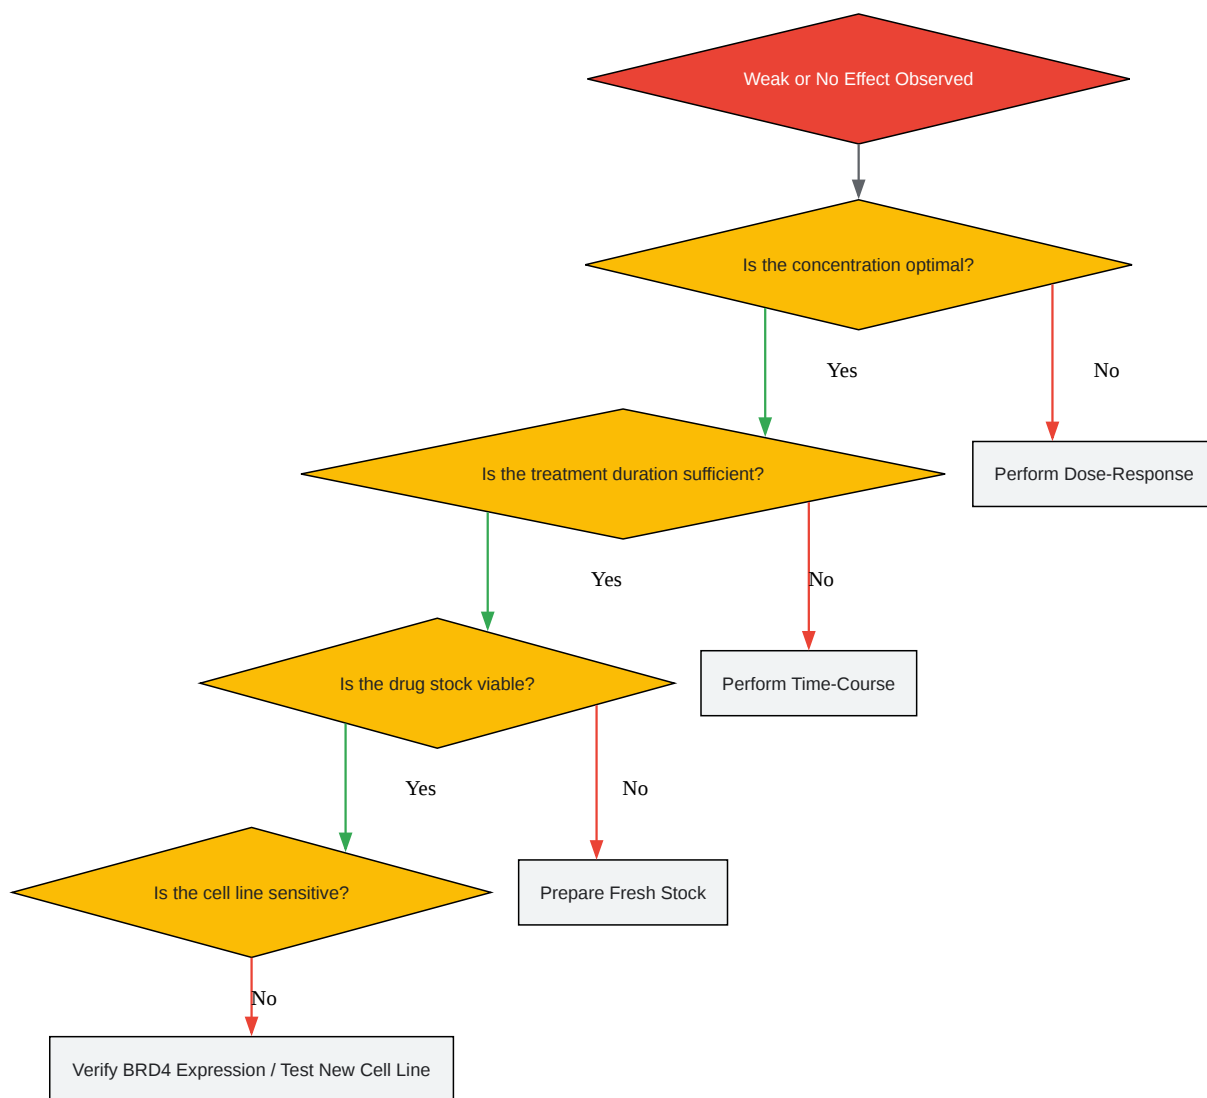 Weak or No Effect Observed
Is the concentration optimal?
Yes
No
Is the treatment duration sufficient?
Perform Dose-Response
Yes
No
Is the drug stock viable?
Perform Time-Course
Yes
No
Is the cell line sensitive?
Prepare Fresh Stock
No
Verify BRD4 Expression / Test New Cell Line